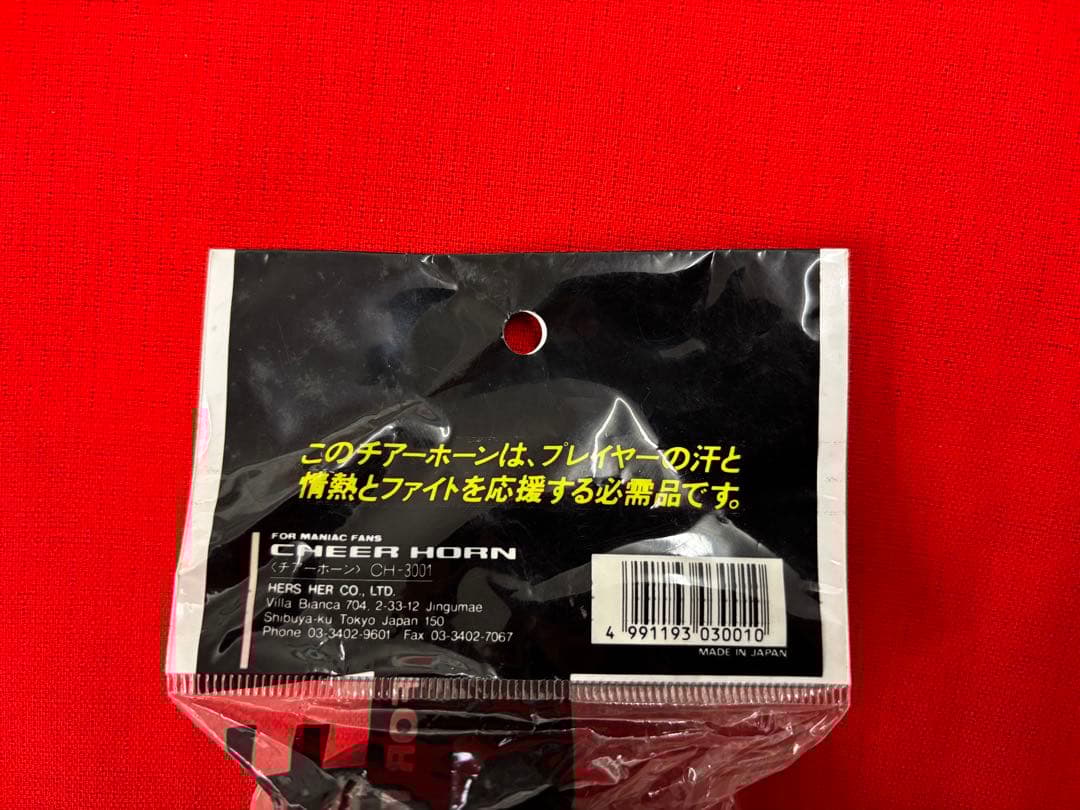 このチアーホーンは、プレイヤーの汗と
情熱とファイトを応援する必需品です。
FOR MANIAC FANS
CHEER HORN
〈チアーホーン〉 CH-3001
HERS HER CO., LTD.
Villa Bianca 704, 2-33-12 Jingumae
Shibuya-ku Tokyo Japan 150
Phone 03-3402-9601 Fax 03-3402-7067
4 991193 030010
MADE IN JAPAN